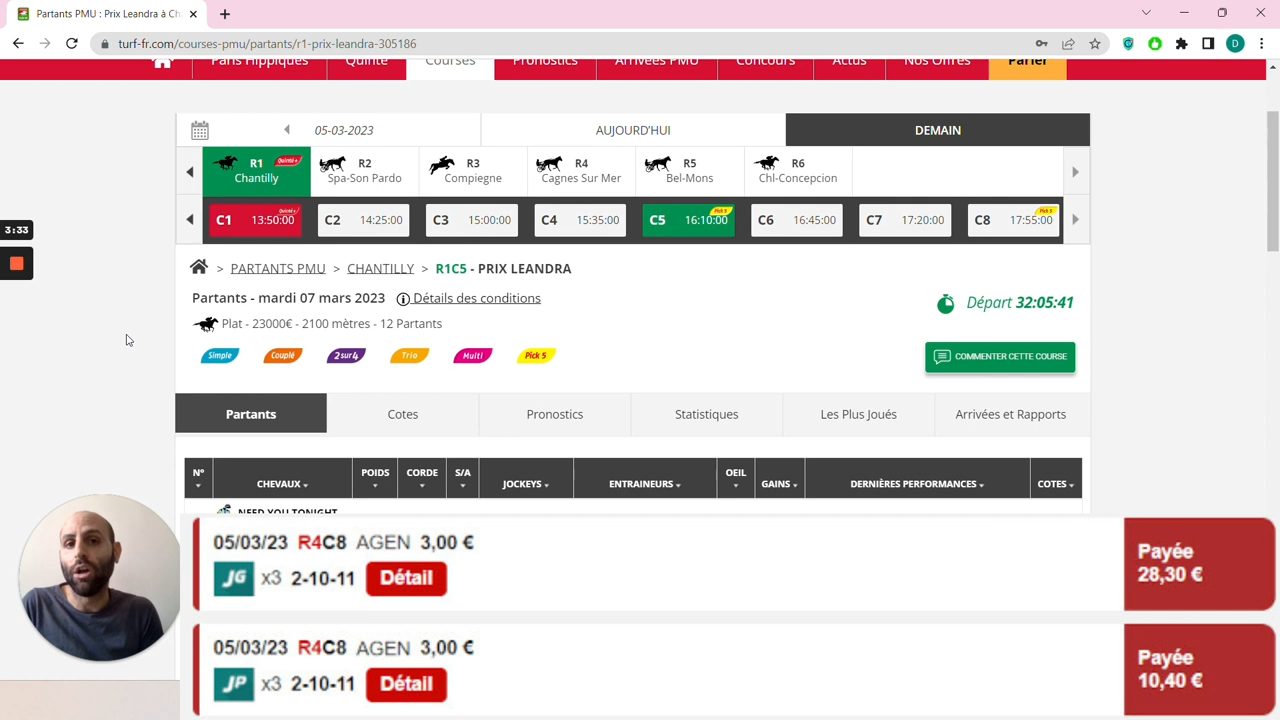 Partants PMU : Prix Leandra à Ch
turf-fr.com/courses-pmu/partants/r1-prix-leandra-305186
D
Paris Hippiques Quinté Courses Pronostics Arrivées PMU Concours Actus Nos Offres Parier
05-03-2023 AUJOURD'HUI DEMAIN
R1 Quinté+ R2 R3 R4 R5 R6
Chantilly Spa-Son Pardo Compiegne Cagnes Sur Mer Bel-Mons Chl-Concepcion
C1 13:50:00 Quinté+ C2 14:25:00 C3 15:00:00 C4 15:35:00 C5 16:10:00 Pick 5 C6 16:45:00 C7 17:20:00 C8 17:55:00 Pick 5
> PARTANTS PMU > CHANTILLY > R1C5 - PRIX LEANDRA
Partants - mardi 07 mars 2023 Détails des conditions
Départ 32:05:41
Plat - 23000€ - 2100 mètres - 12 Partants
Simple Couplé 2sur4 Trio Multi Pick 5
COMMENTER CETTE COURSE
3:33
Partants Cotes Pronostics Statistiques Les Plus Joués Arrivées et Rapports
N° CHEVAUX POIDS CORDE S/A JOCKEYS ENTRAINEURS OEIL GAINS DERNIÈRES PERFORMANCES COTES
NEED YOU TONIGHT
05/03/23 R4C8 AGEN 3,00 €
JG x3 2-10-11 Détail
Payée
28,30 €
05/03/23 R4C8 AGEN 3,00 €
JP x3 2-10-11 Détail
Payée
10,40 €